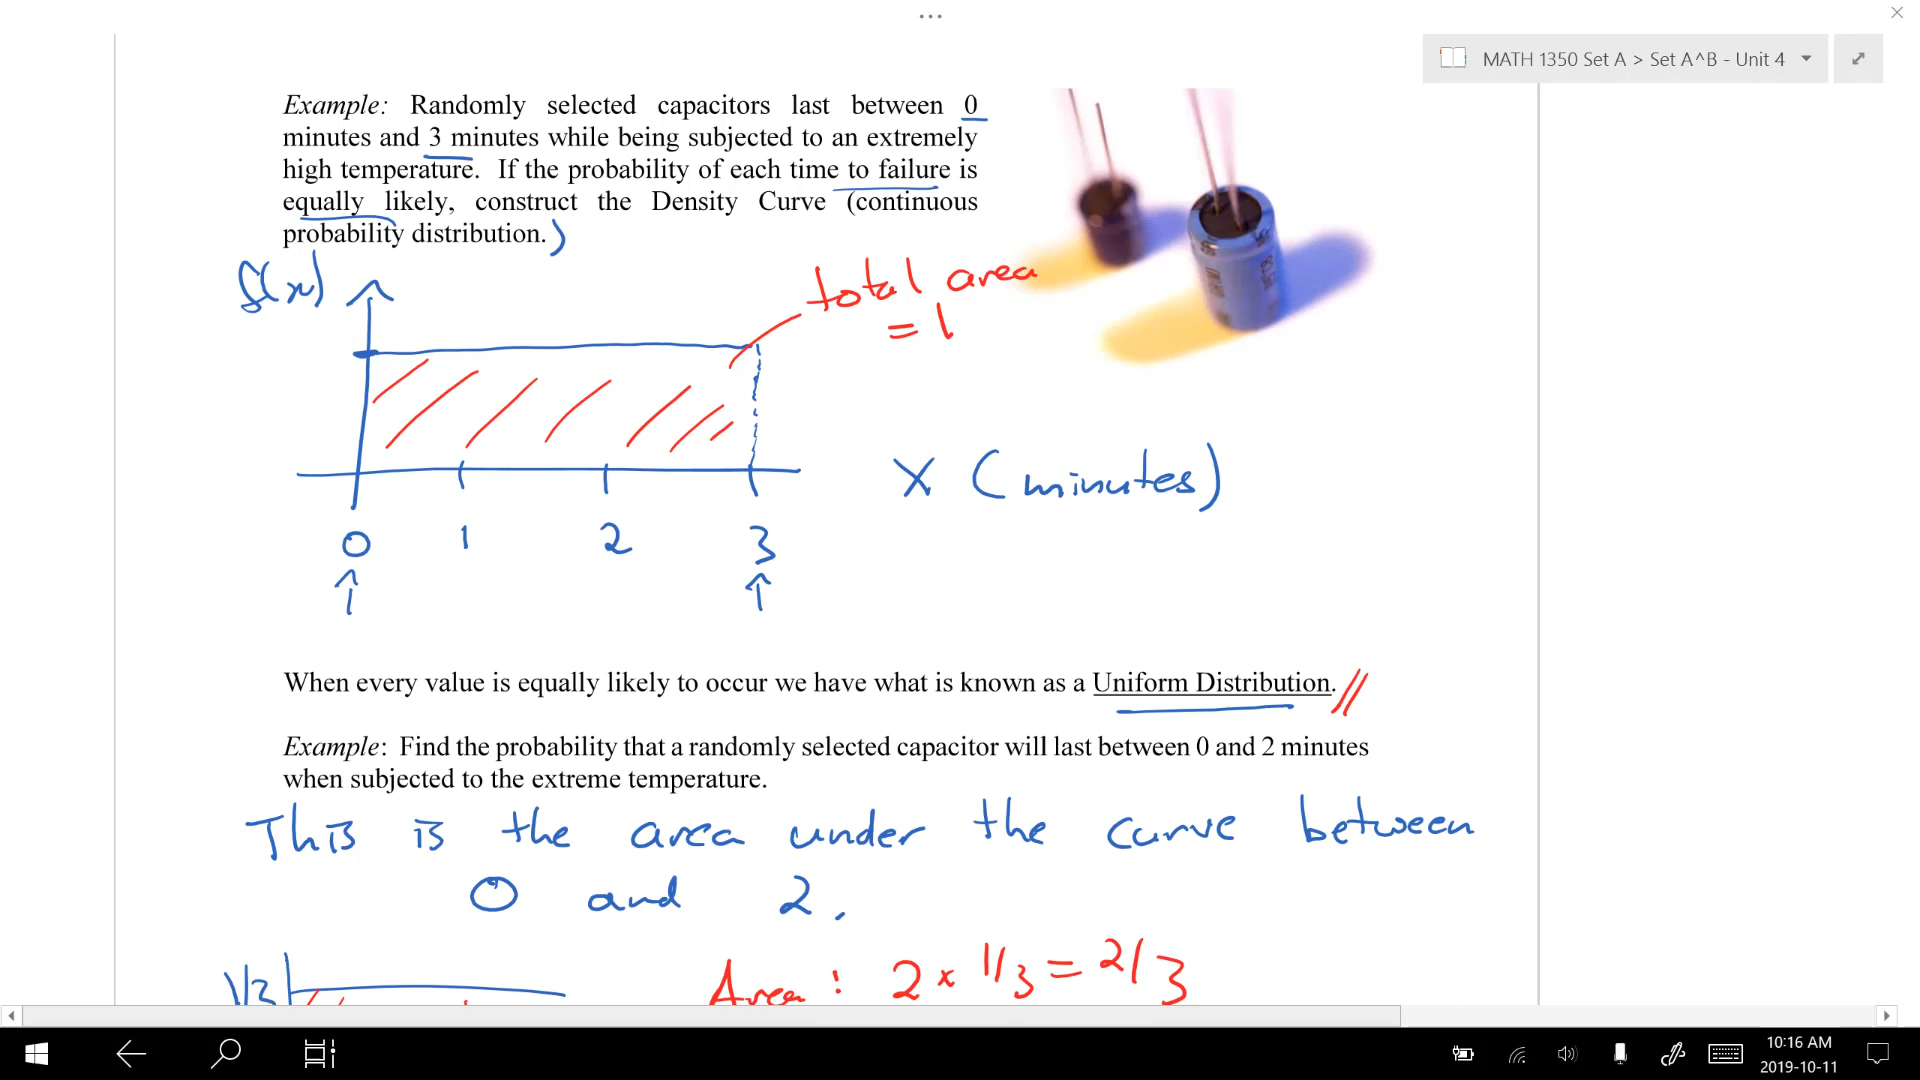 ...
MATH 1350 Set A > Set A^B - Unit 4
Example: Randomly selected capacitors last between 0
minutes and 3 minutes while being subjected to an extremely
high temperature. If the probability of each time to failure is
equally likely, construct the Density Curve (continuous
probability distribution.)
f(x)
total area
= 1
X (minutes)
0 1 2 3
When every value is equally likely to occur we have what is known as a Uniform Distribution.
Example: Find the probability that a randomly selected capacitor will last between 0 and 2 minutes
when subjected to the extreme temperature.
This is the area under the curve between
0 and 2.
1/3
Area : 2 × 1/3 = 2/3
10:16 AM
2019-10-11